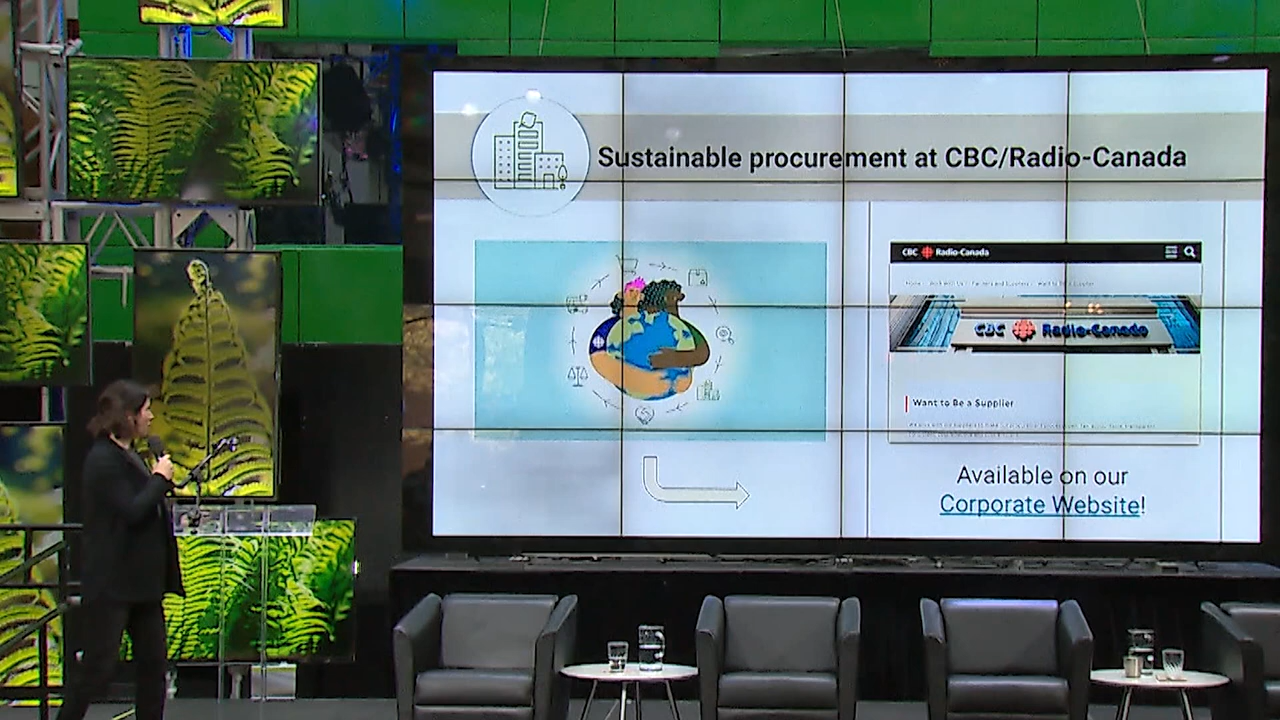 Sustainable procurement at CBC/Radio-Canada
CBC Radio-Canada
CBC Radio-Canada
Want to Be a Supplier
Available on our
Corporate Website!